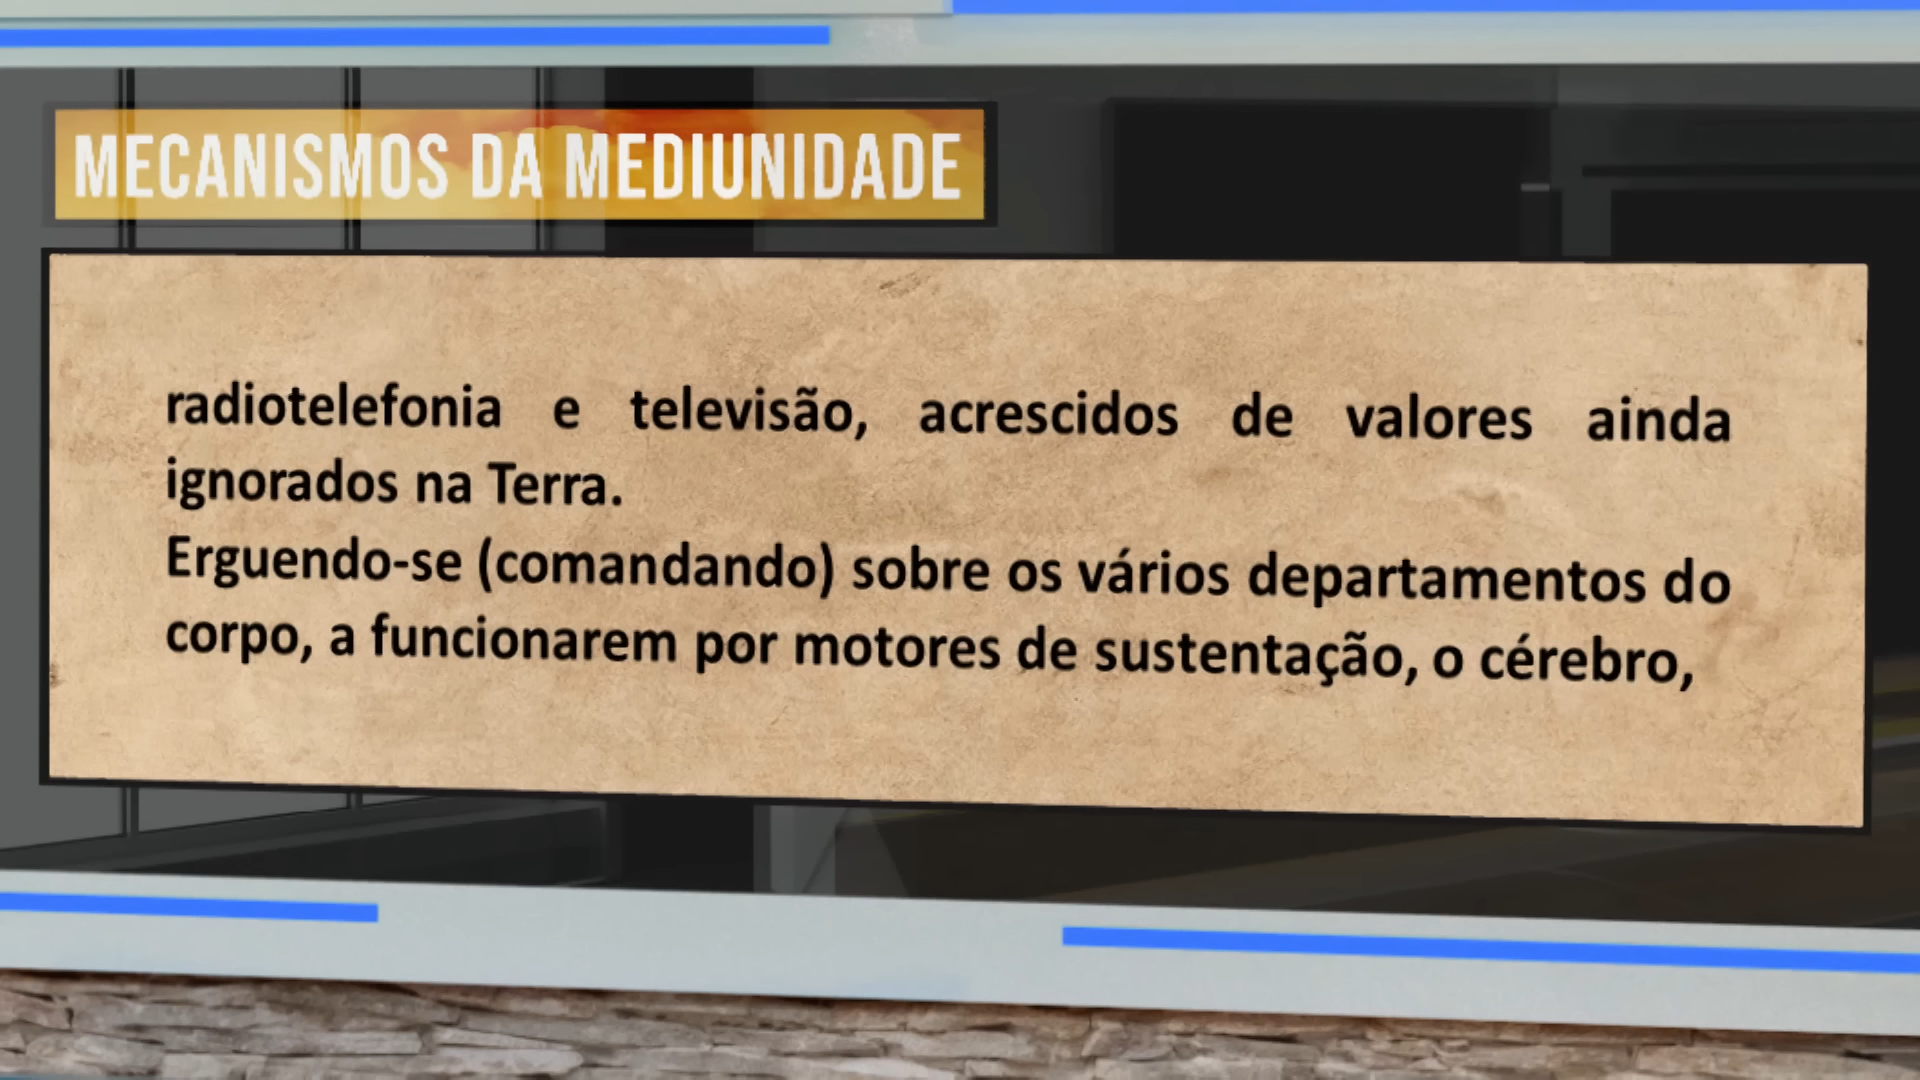 MECANISMOS DA MEDIUNIDADE
radiotelefonia e televisão, acrescidos de valores ainda
ignorados na Terra.
Erguendo-se (comandando) sobre os vários departamentos do
corpo, a funcionarem por motores de sustentação, o cérebro,